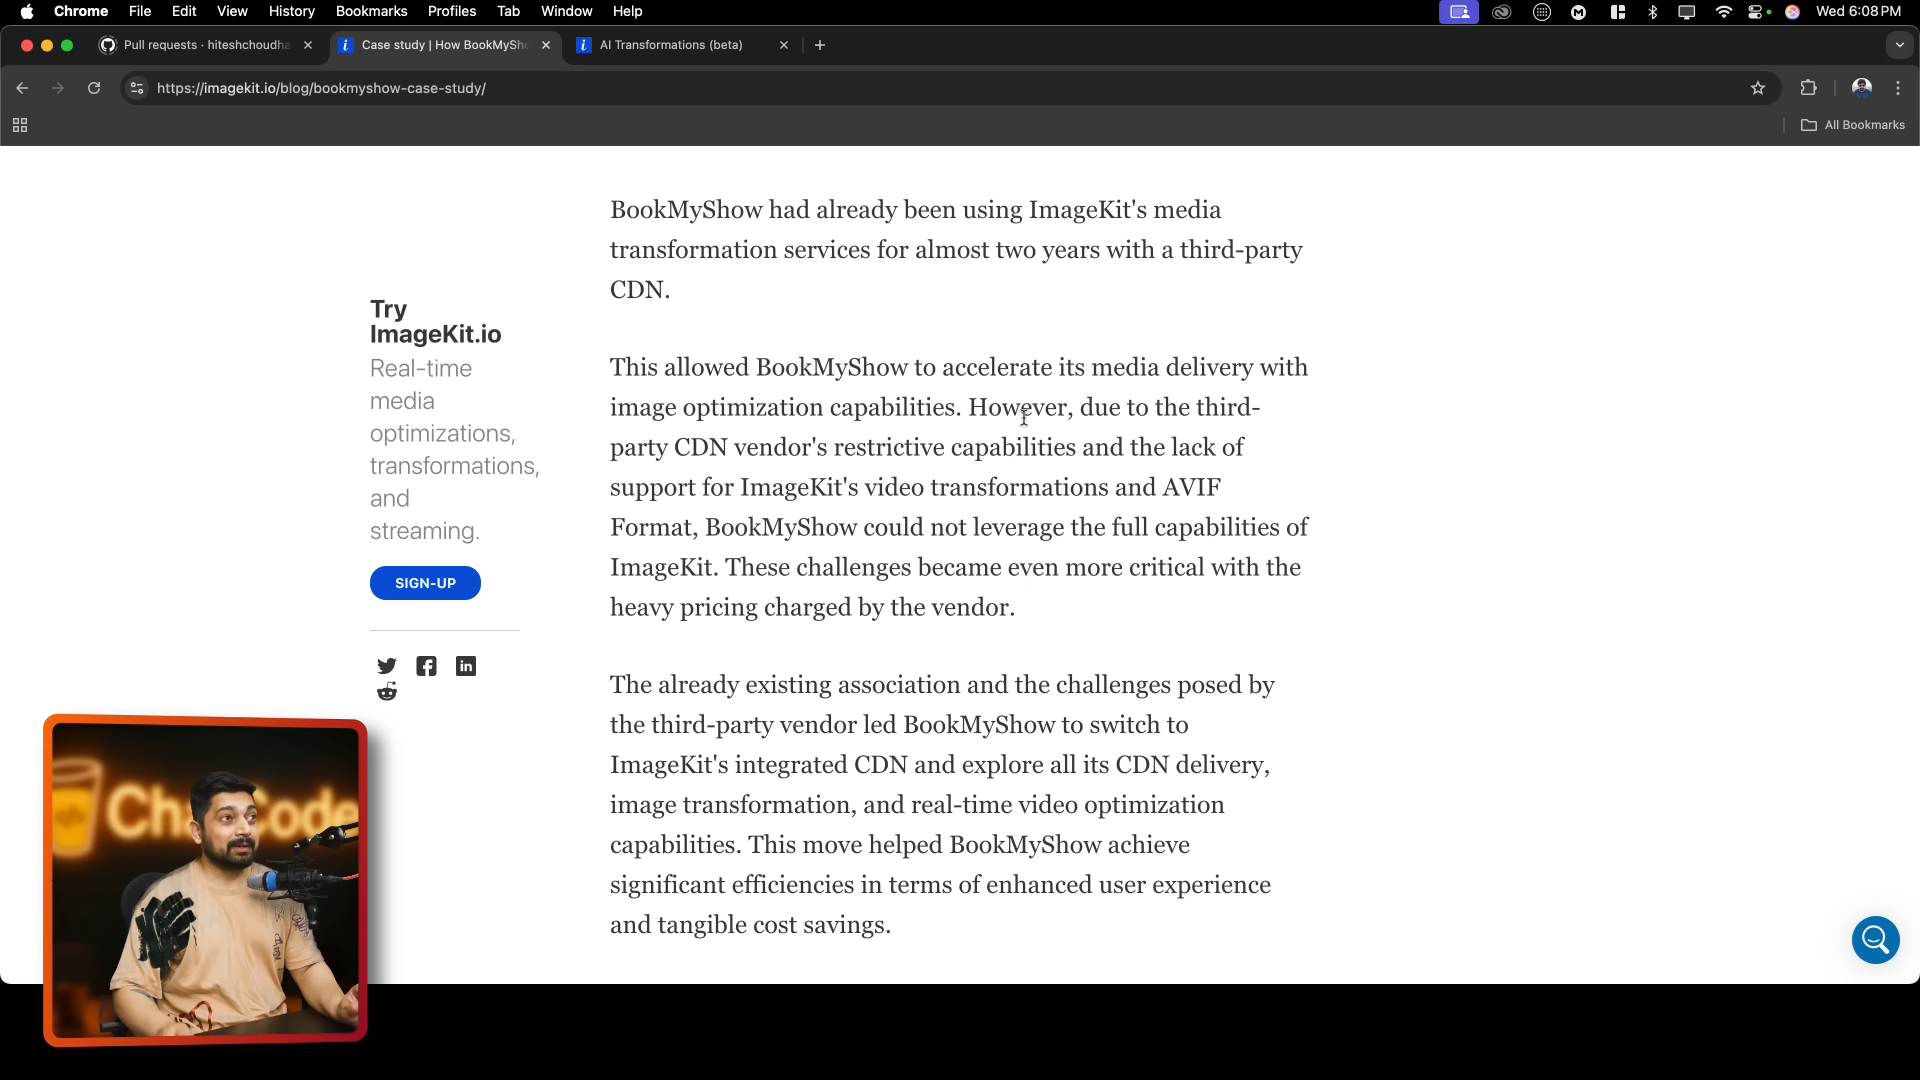 Chrome File Edit View History Bookmarks Profiles Tab Window Help Wed 6:08 PM
Pull requests · hiteshchoudha
Case study | How BookMySh
AI Transformations (beta)
https://imagekit.io/blog/bookmyshow-case-study/
All Bookmarks
BookMyShow had already been using ImageKit's media
transformation services for almost two years with a third-party
CDN.
Try
ImageKit.io
Real-time
media
optimizations,
transformations,
and
streaming.
SIGN-UP
This allowed BookMyShow to accelerate its media delivery with
image optimization capabilities. However, due to the third-
party CDN vendor's restrictive capabilities and the lack of
support for ImageKit's video transformations and AVIF
Format, BookMyShow could not leverage the full capabilities of
ImageKit. These challenges became even more critical with the
heavy pricing charged by the vendor.
The already existing association and the challenges posed by
the third-party vendor led BookMyShow to switch to
ImageKit's integrated CDN and explore all its CDN delivery,
image transformation, and real-time video optimization
capabilities. This move helped BookMyShow achieve
significant efficiencies in terms of enhanced user experience
and tangible cost savings.